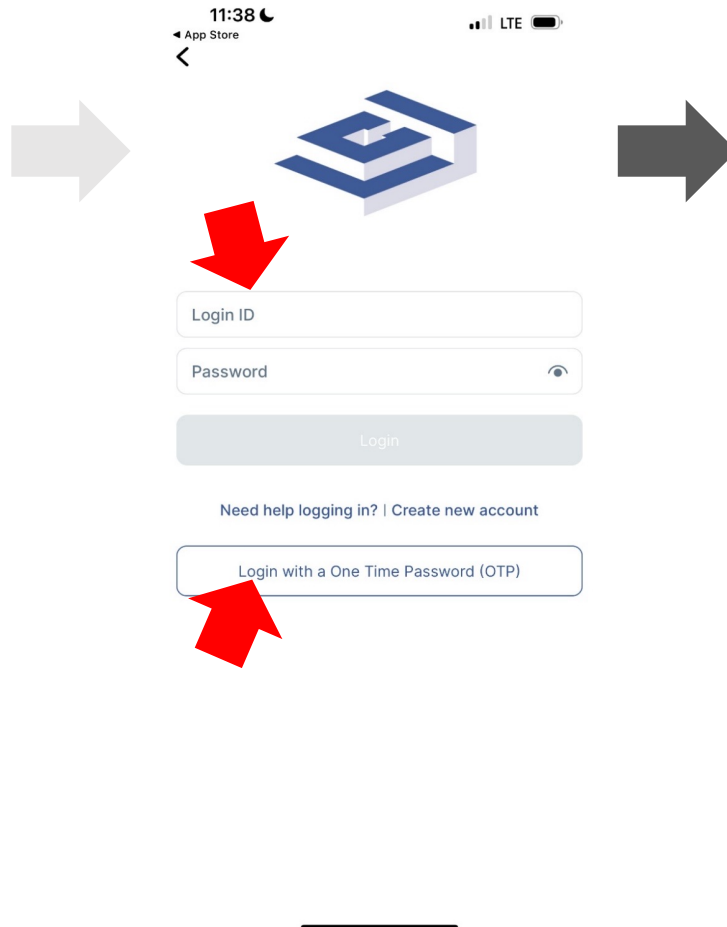 11:38
LTE
◄ App Store
Login ID
Password
Login
Need help logging in? | Create new account
Login with a One Time Password (OTP)